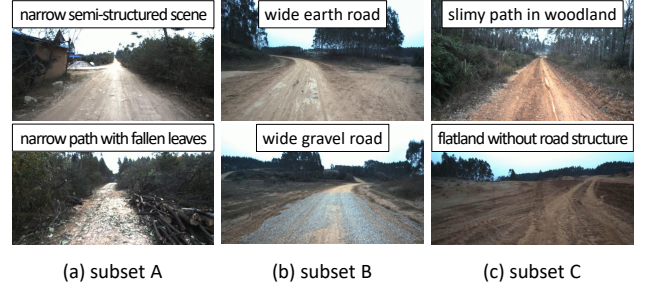 narrow semi-structured scene
wide earth road
slimy path in woodland
narrow path with fallen leaves
wide gravel road
flatland without road structure
(a) subset A
(b) subset B
(c) subset C